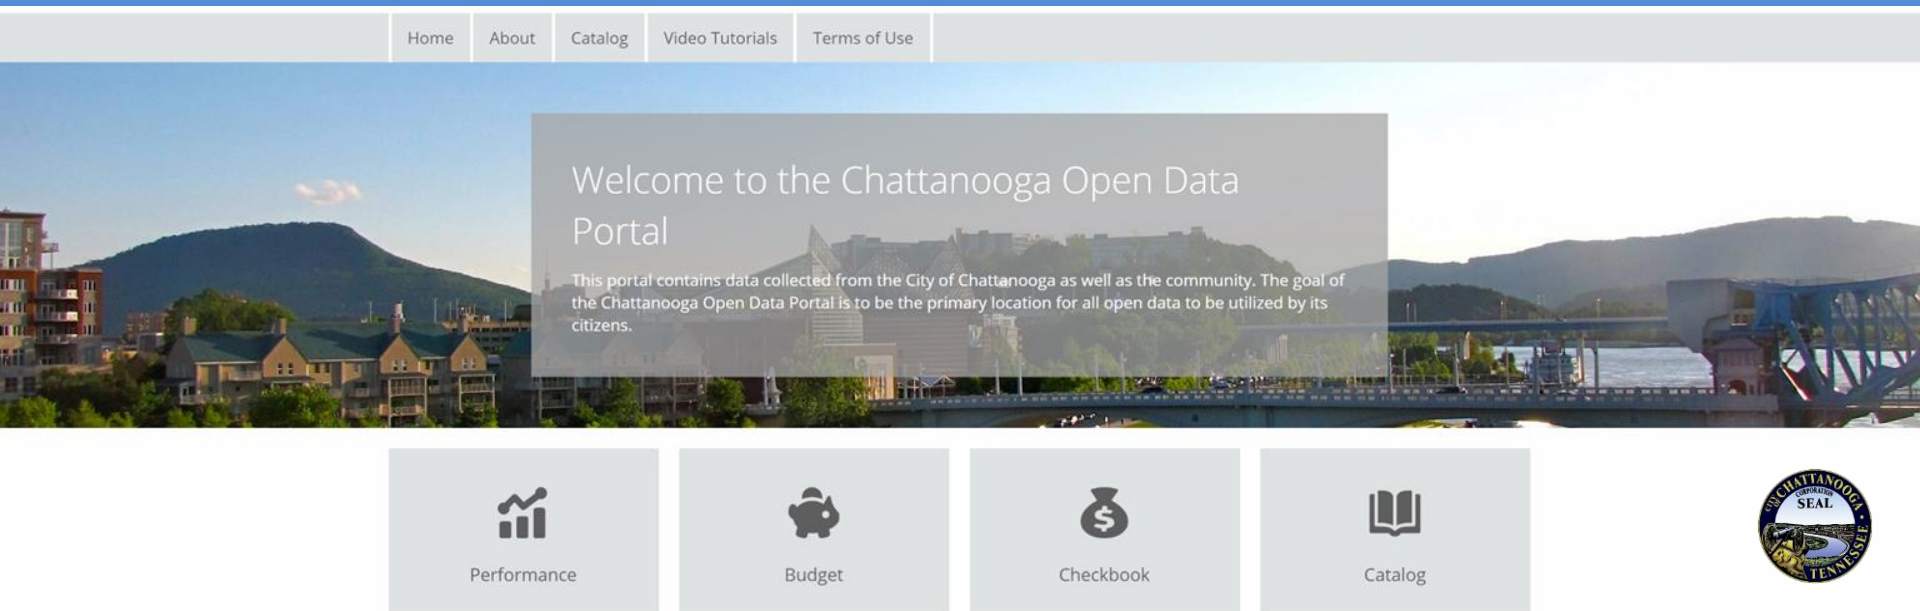 Home
About
Catalog
Video Tutorials
Terms of Use
Welcome to the Chattanooga Open Data
Portal
This portal contains data collected from the City of Chattanooga as well as the community. The goal of
the Chattanooga Open Data Portal is to be the primary location for all open data to be utilized by its
citizens.
Performance
Budget
Checkbook
Catalog
CITY OF CHATTANOOGA
CORPORATION
SEAL
TENNESSEE